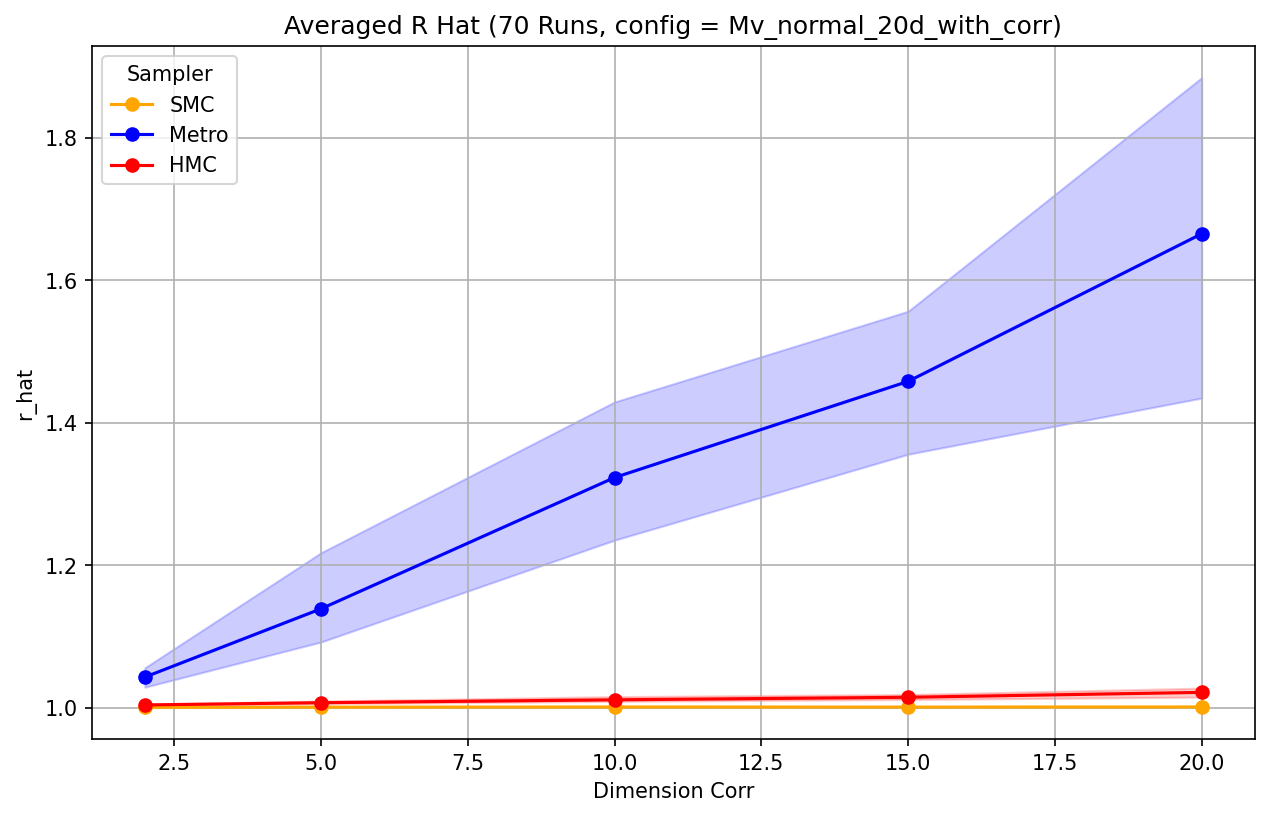 Averaged R Hat (70 Runs, config = Mv_normal_20d_with_corr)
Sampler
SMC
Metro
HMC
r_hat
1.8
1.6
1.4
1.2
1.0
2.5 5.0 7.5 10.0 12.5 15.0 17.5 20.0
Dimension Corr